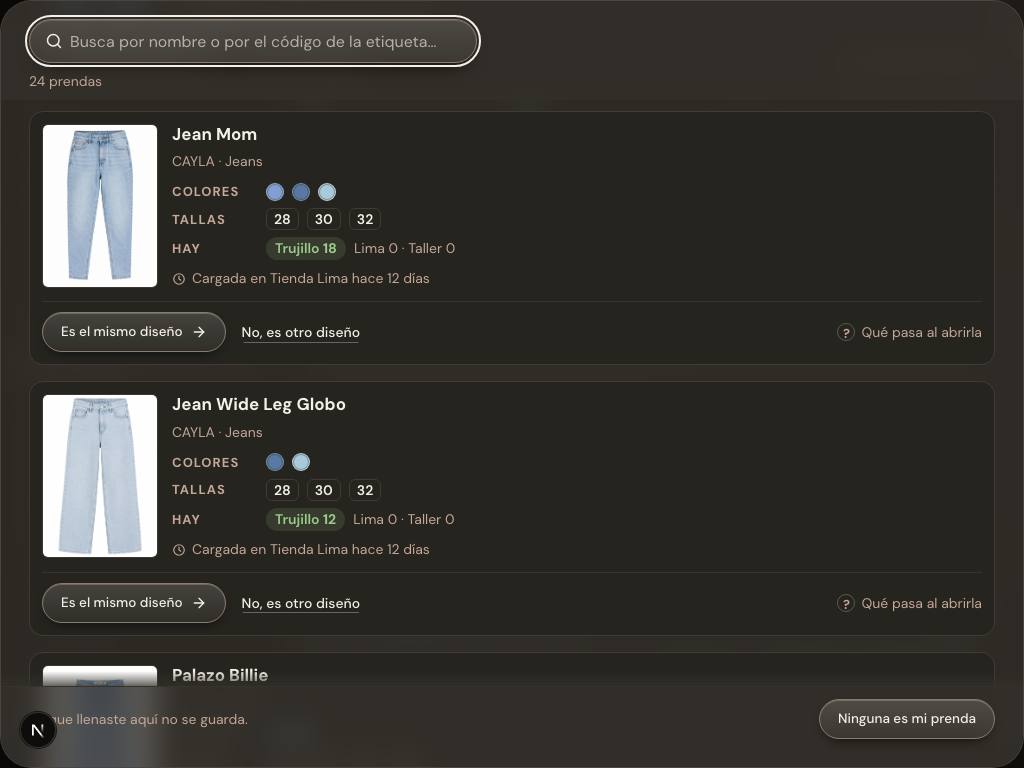 Busca por nombre o por el código de la etiqueta...
24 prendas
Jean Mom
CAYLA · Jeans
COLORES
TALLAS 28 30 32
HAY Trujillo 18 Lima 0 · Taller 0
Cargada en Tienda Lima hace 12 días
Es el mismo diseño → No, es otro diseño ? Qué pasa al abrirla
Jean Wide Leg Globo
CAYLA · Jeans
COLORES
TALLAS 28 30 32
HAY Trujillo 12 Lima 0 · Taller 0
Cargada en Tienda Lima hace 12 días
Es el mismo diseño → No, es otro diseño ? Qué pasa al abrirla
Palazo Billie
llenaste aquí no se guarda. Ninguna es mi prenda
N